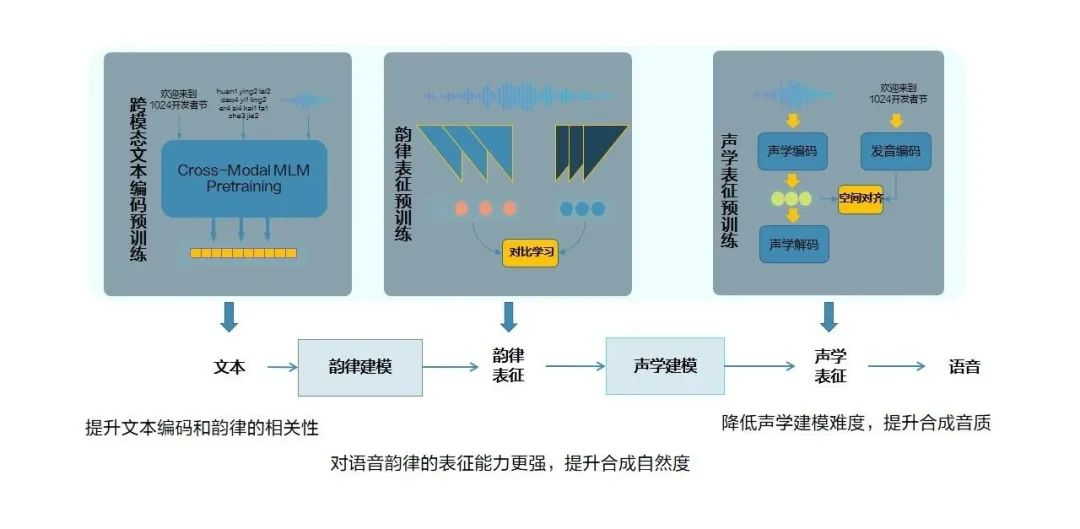 跨模态文本编码预训练
欢迎来到
1024开发者节
huan1 ying2 lai2
dao4 yi1 ling2
er4 si4 kai1 fa1
zhe3 jie2
Cross-Modal MLM
Pretraining
韵律表征预训练
对比学习
声学表征预训练
欢迎来到
1024开发者节
声学编码
发音编码
空间对齐
声学解码
文本
韵律建模
韵律
表征
声学建模
声学
表征
语音
提升文本编码和韵律的相关性
降低声学建模难度，提升合成音质
对语音韵律的表征能力更强，提升合成自然度